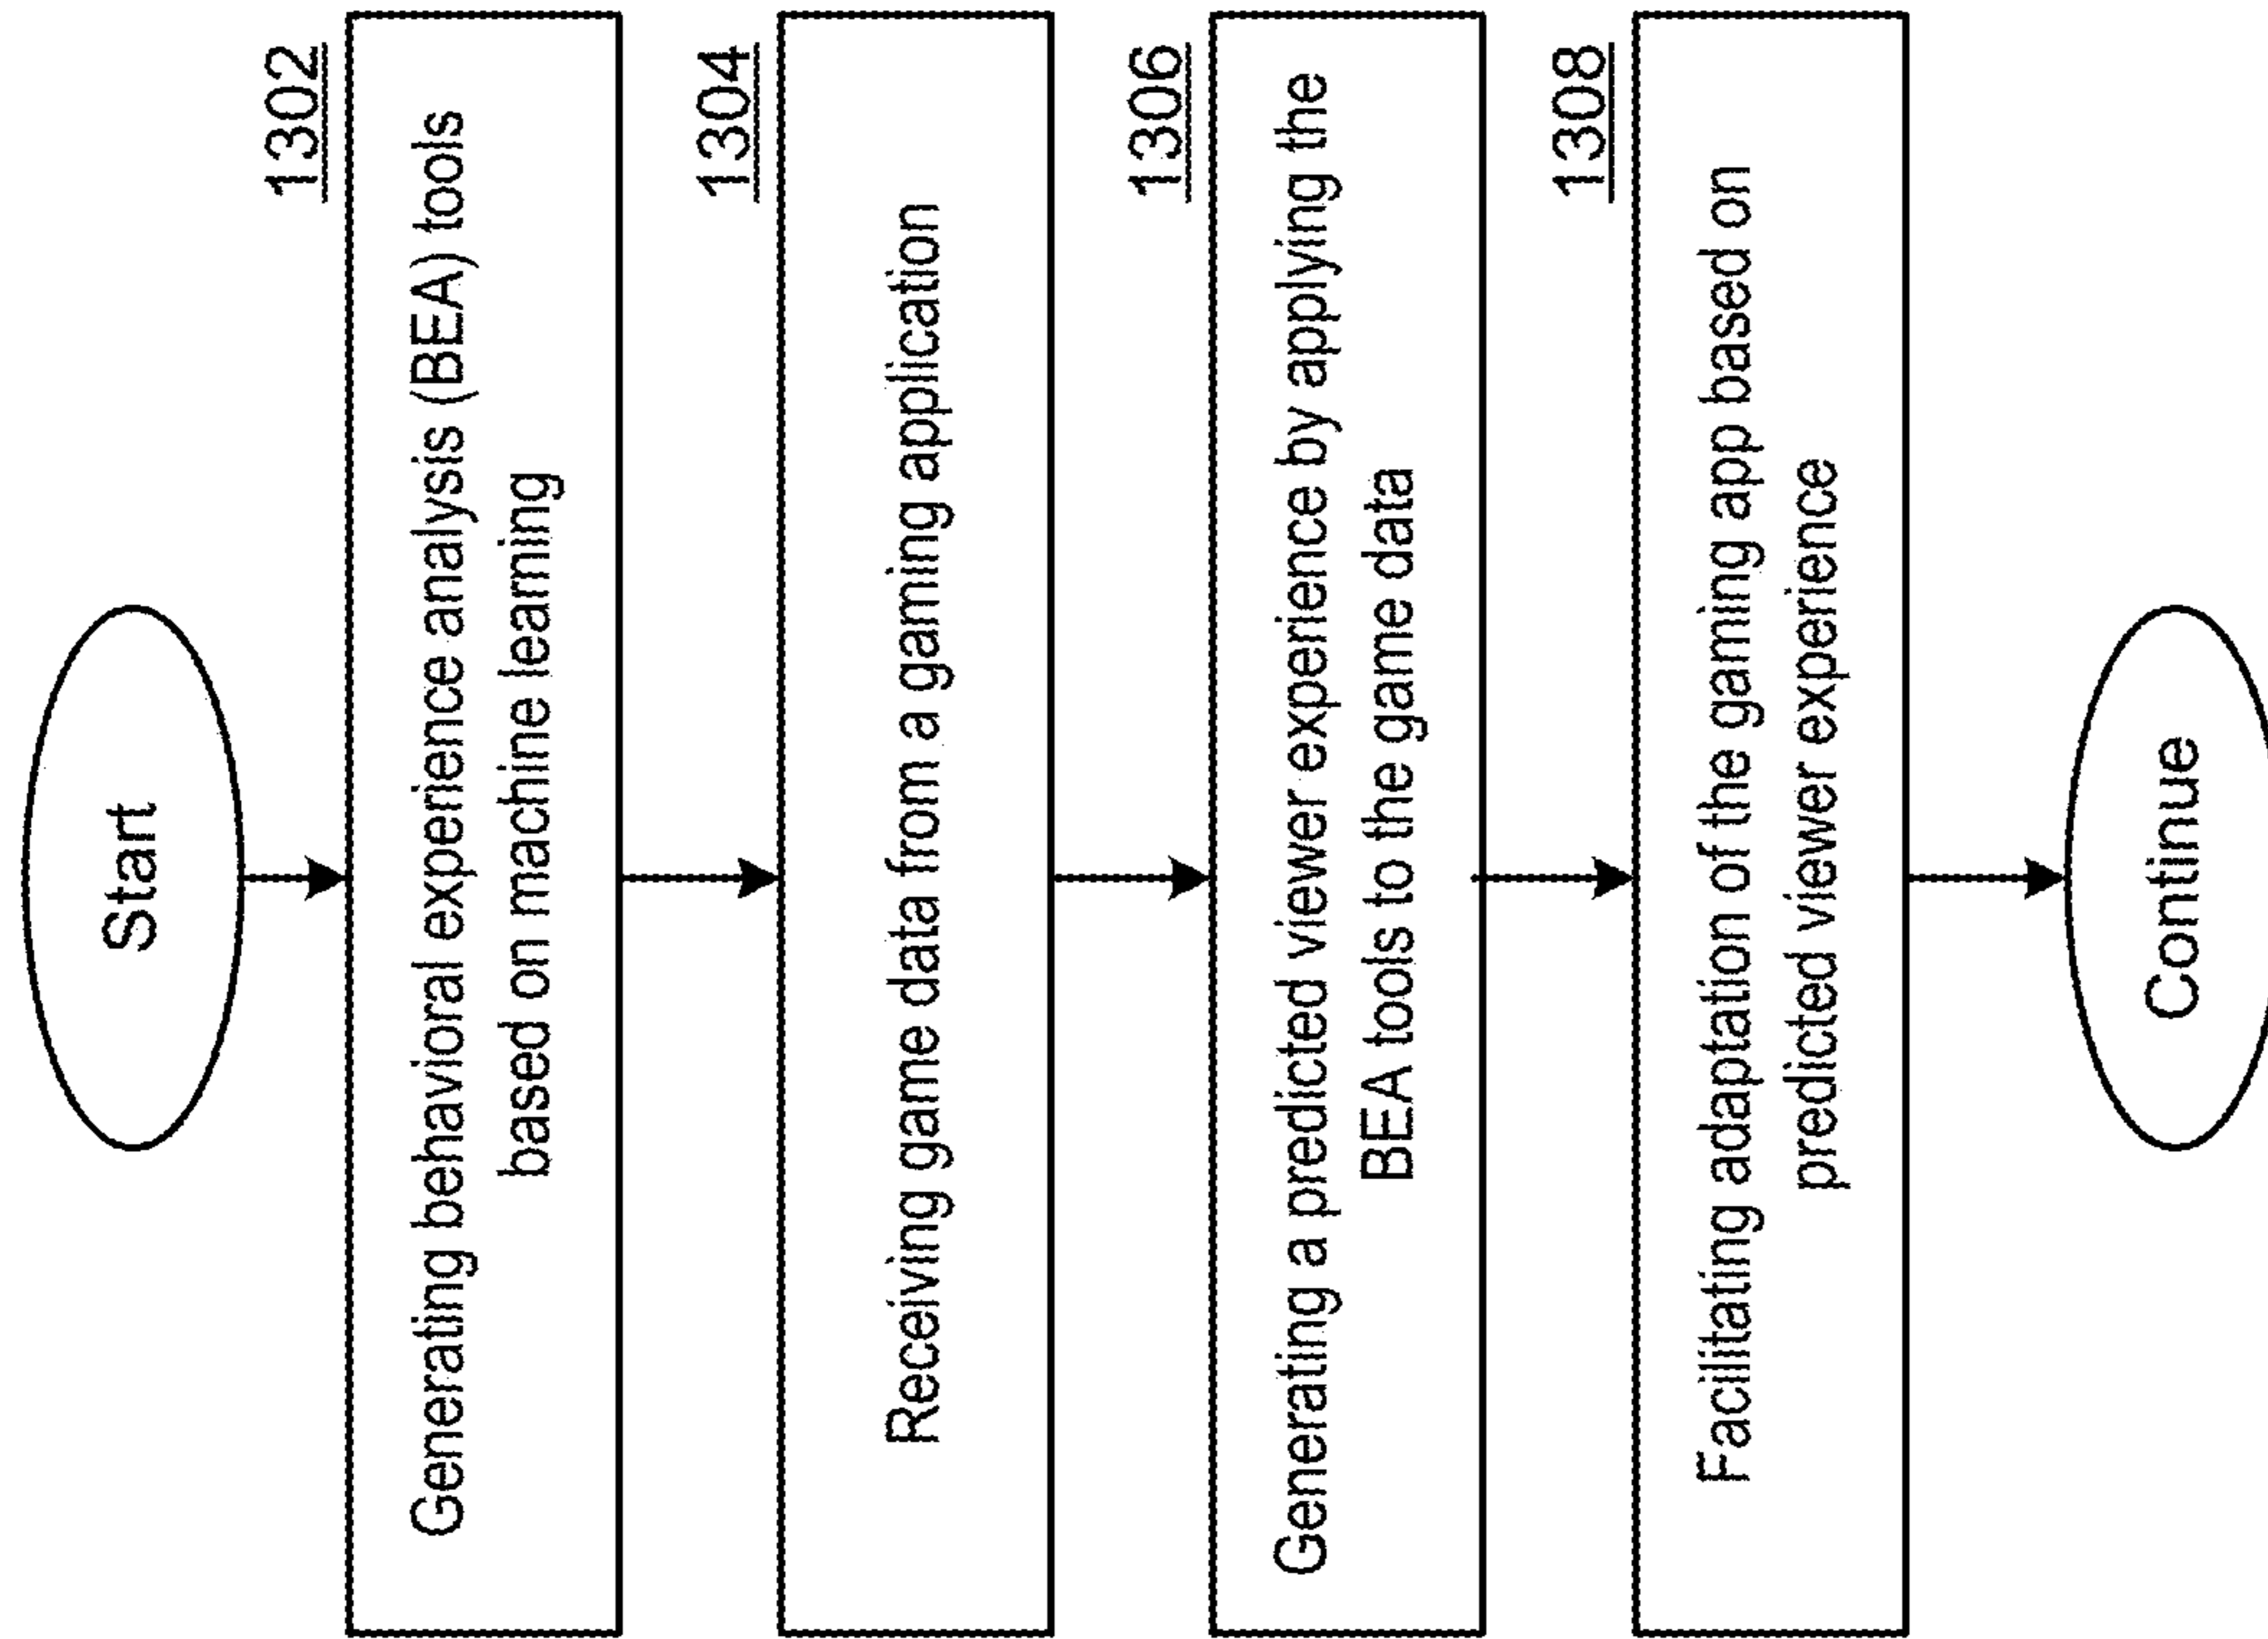 Start
1302
Generating behavioral experience analysis (BEA) tools
based on machine learning
1304
Receiving game data from a gaming application
1306
Generating a predicted viewer experience by applying the
BEA tools to the game data
1308
Facilitating adaptation of the gaming app based on
predicted viewer experience
Continue